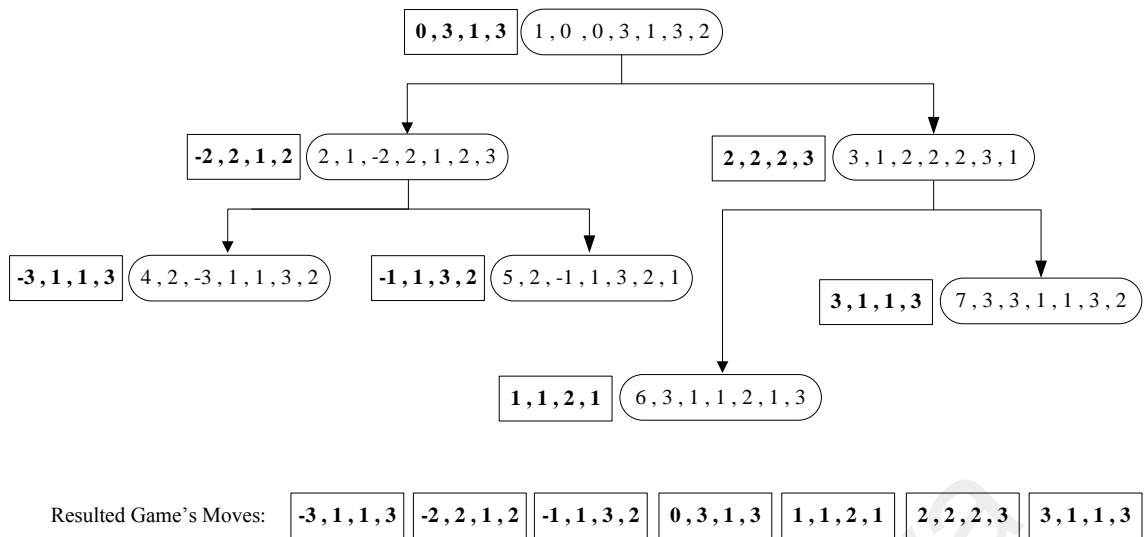 0 , 3 , 1 , 3 1 , 0 , 0 , 3 , 1 , 3 , 2
-2 , 2 , 1 , 2 2 , 1 , -2 , 2 , 1 , 2 , 3 2 , 2 , 2 , 3 3 , 1 , 2 , 2 , 2 , 3 , 1
-3 , 1 , 1 , 3 4 , 2 , -3 , 1 , 1 , 3 , 2 -1 , 1 , 3 , 2 5 , 2 , -1 , 1 , 3 , 2 , 1
3 , 1 , 1 , 3 7 , 3 , 3 , 1 , 1 , 3 , 2
1 , 1 , 2 , 1 6 , 3 , 1 , 1 , 2 , 1 , 3
Resulted Game's Moves: -3 , 1 , 1 , 3 -2 , 2 , 1 , 2 -1 , 1 , 3 , 2 0 , 3 , 1 , 3 1 , 1 , 2 , 1 2 , 2 , 2 , 3 3 , 1 , 1 , 3